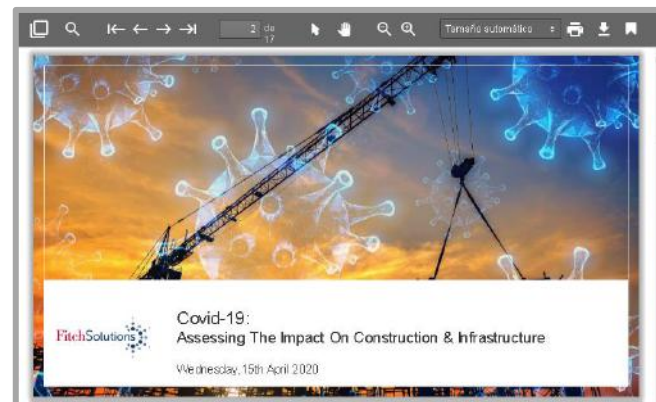 2 de
17
Tamaño automático
FitchSolutions
Covid-19:
Assessing The Impact On Construction & Infrastructure
Wednesday, 15th April 2020